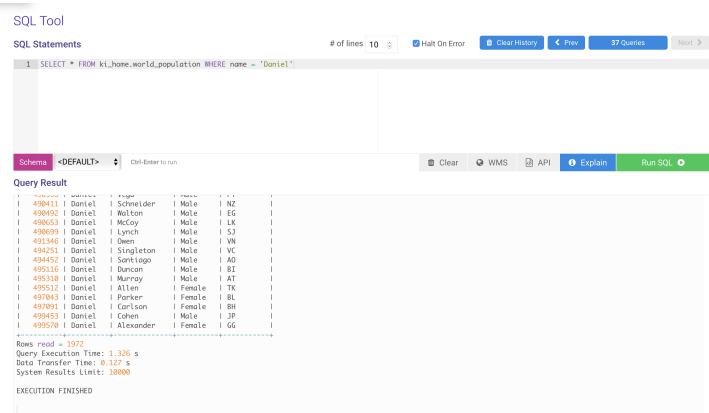 SQL Tool
SQL Statements
# of lines 10 Halt On Error Clear History Prev 37 Queries Next
1 SELECT * FROM ki_home.world_population WHERE name = 'Daniel'
Schema <DEFAULT> Ctrl-Enter to run Clear WMS API Explain Run SQL
Query Result
| 490411 | Daniel | Schneider | Male | NZ |
| 490492 | Daniel | Walton | Male | EG |
| 490653 | Daniel | McCoy | Male | LK |
| 490699 | Daniel | Lynch | Male | SJ |
| 491346 | Daniel | Owen | Male | VN |
| 494251 | Daniel | Singleton | Male | VC |
| 494452 | Daniel | Santiago | Male | AO |
| 495116 | Daniel | Duncan | Male | BI |
| 495310 | Daniel | Murray | Male | AT |
| 495512 | Daniel | Allen | Female | TK |
| 497043 | Daniel | Parker | Female | BL |
| 497091 | Daniel | Carlson | Female | BH |
| 499453 | Daniel | Cohen | Male | JP |
| 499570 | Daniel | Alexander | Female | GG |
+---------+---------+-------------+---------+----------+
Rows read = 1972
Query Execution Time: 1.326 s
Data Transfer Time: 0.127 s
System Results Limit: 10000
EXECUTION FINISHED